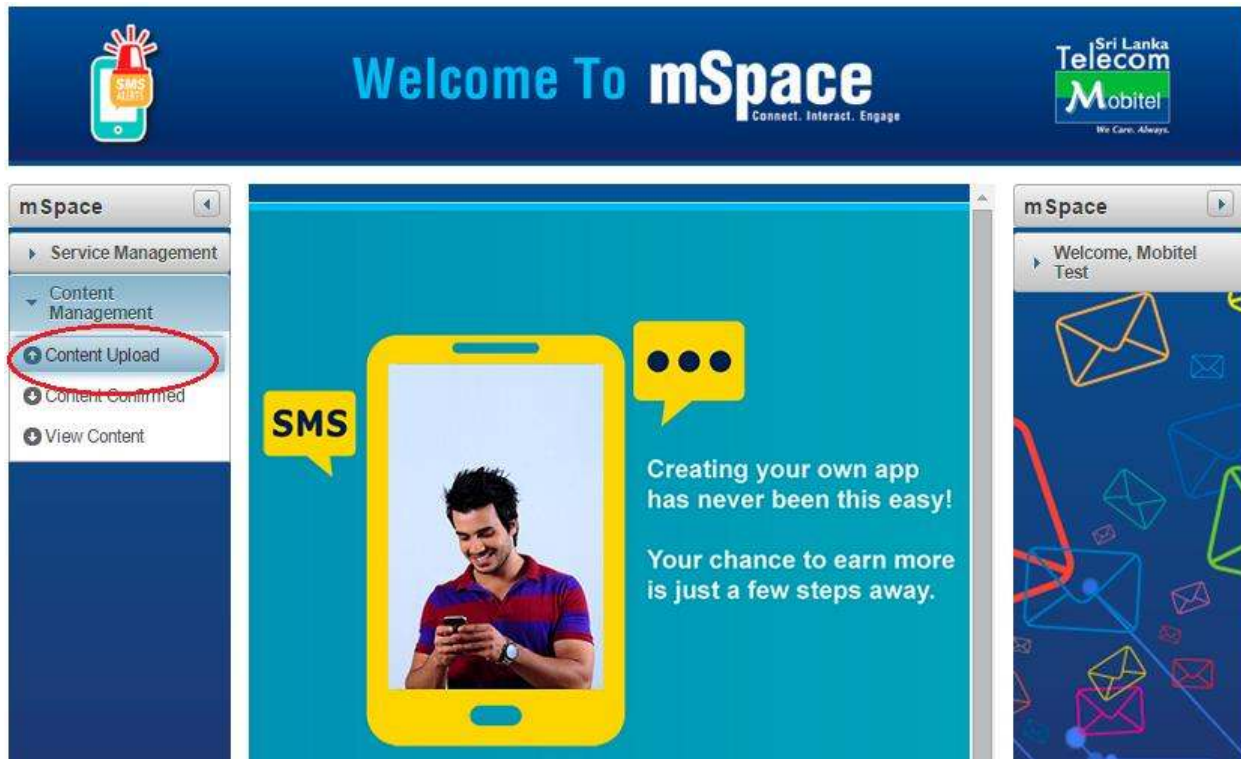 SMS
ALERT
Welcome To mSpace
Connect. Interact. Engage
Sri Lanka
Telecom
Mobitel
We Care. Always.
mSpace
Service Management
Content
Management
Content Upload
Content Confirmed
View Content
SMS
Creating your own app
has never been this easy!
Your chance to earn more
is just a few steps away.
mSpace
Welcome, Mobitel
Test